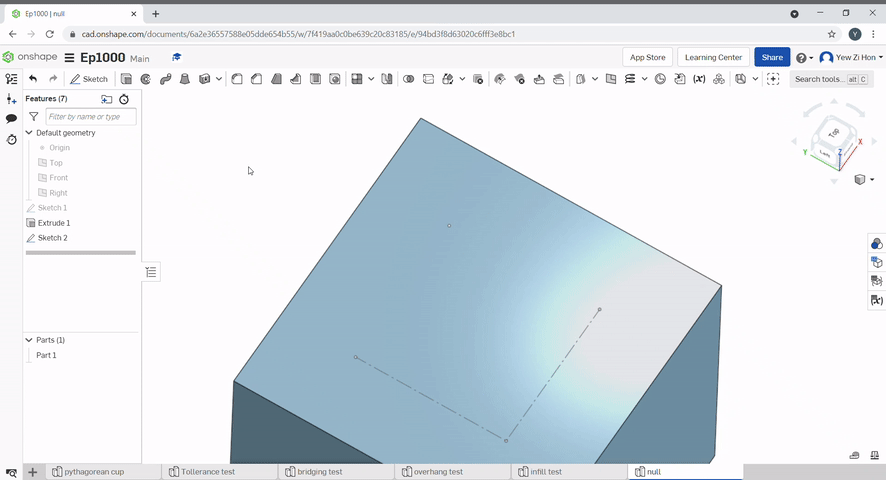 Ep1000 | null
cad.onshape.com/documents/6a2e36557588e05dde654b55/w/7f419aa0c0be639c20c83185/e/94bd3f8d63020c6fff3e8bc1
onshape
Ep1000 Main
App Store
Learning Center
Share
Yew Zi Hon
Sketch
Search tools... alt C
Features (7)
Filter by name or type
Default geometry
Origin
Top
Front
Right
Sketch 1
Extrude 1
Sketch 2
Parts (1)
Part 1
Top
Left
X
Y
Z
pythagorean cup
Tollerance test
bridging test
overhang test
infill test
null